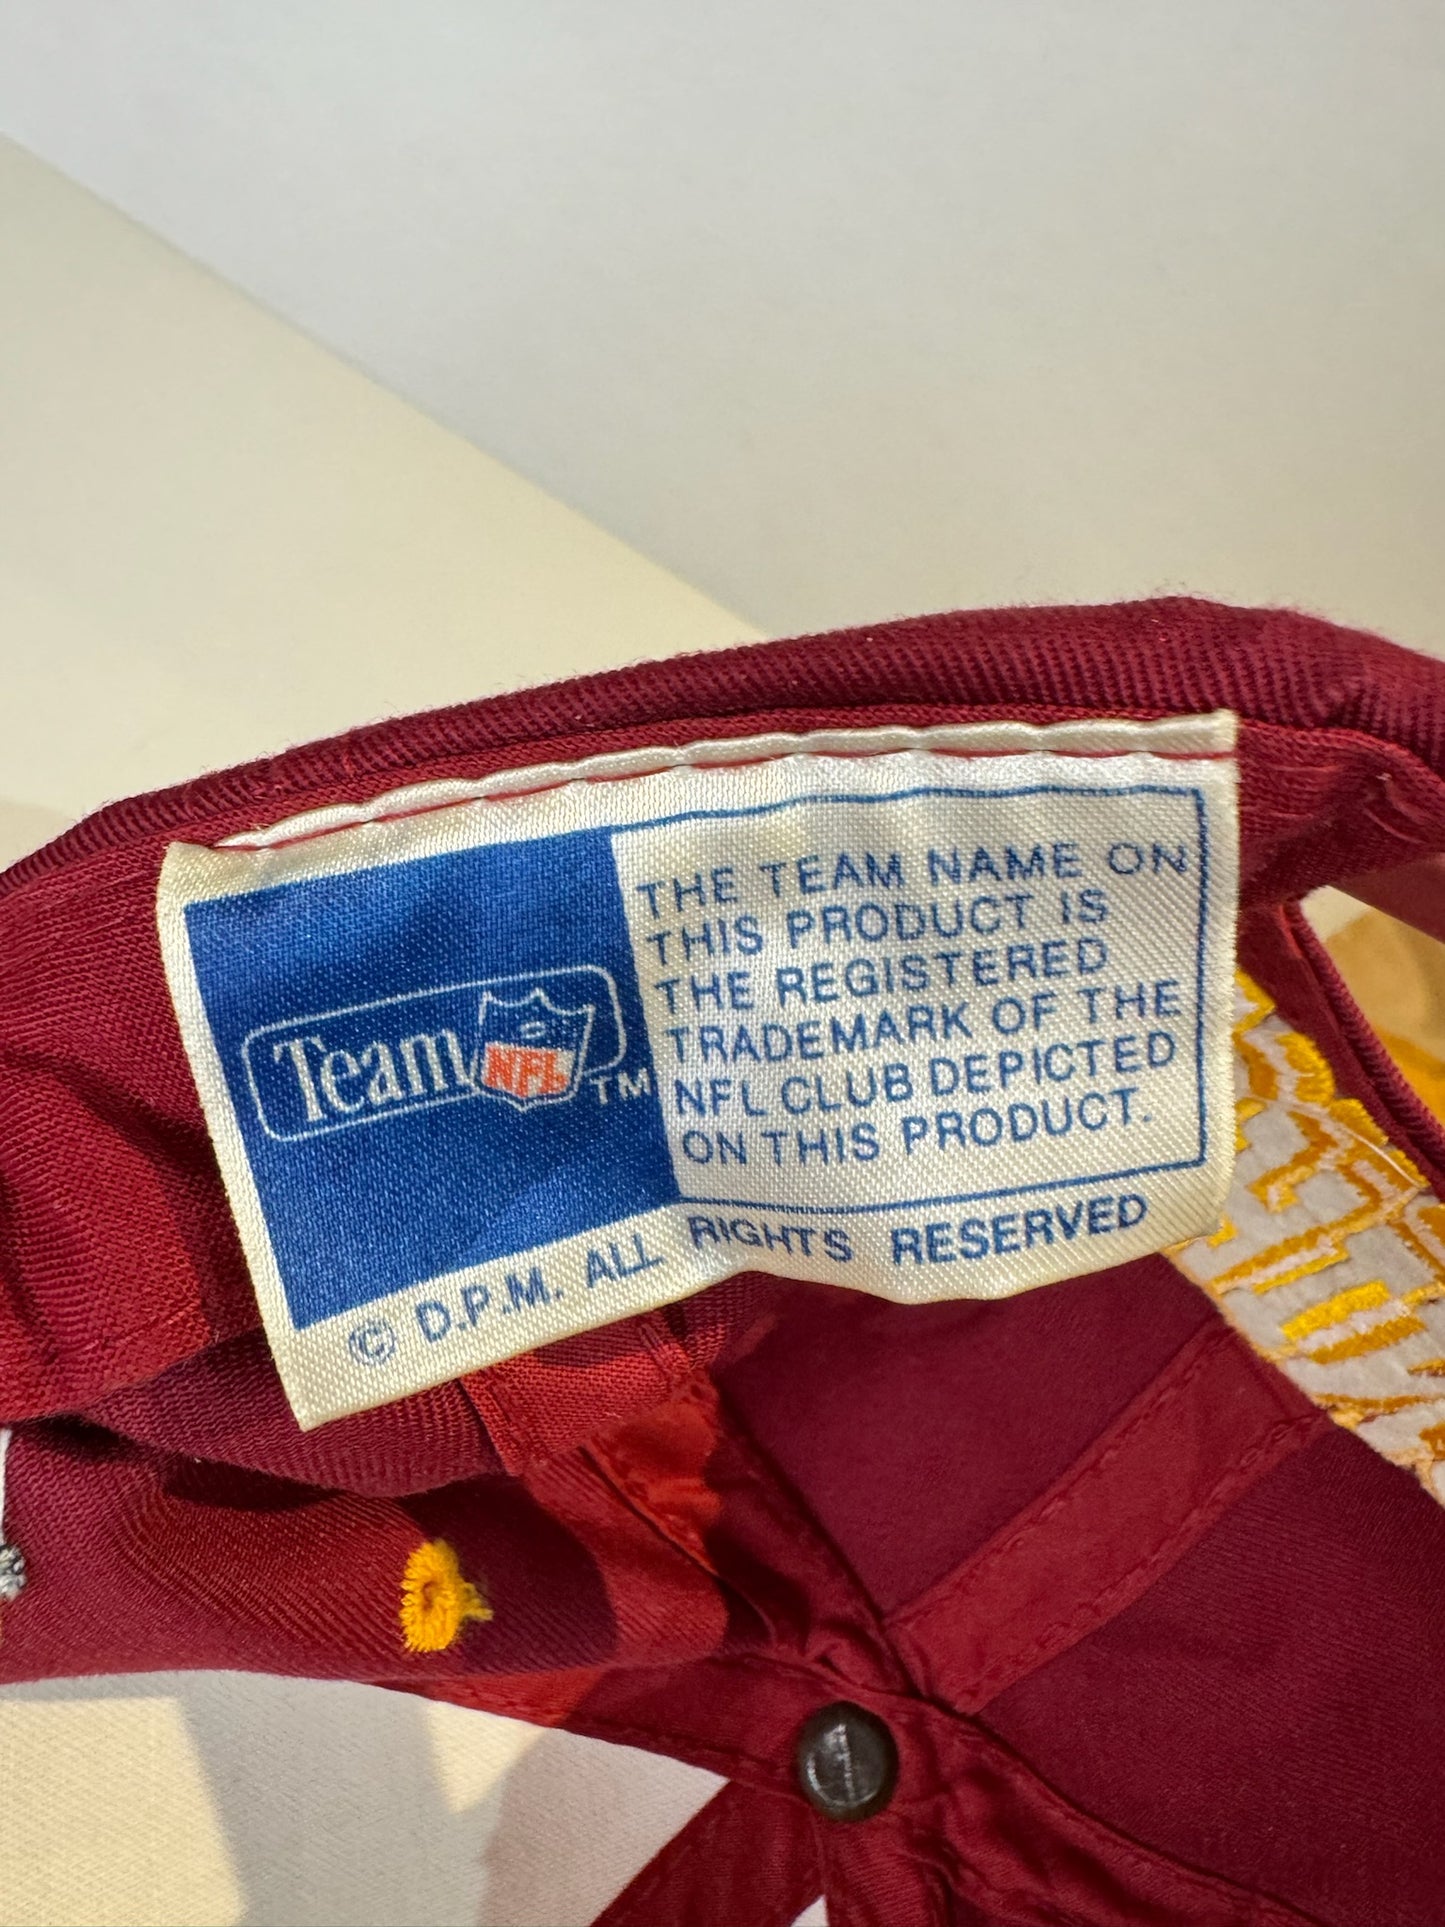 Team NFL TM
THE TEAM NAME ON
THIS PRODUCT IS
THE REGISTERED
TRADEMARK OF THE
NFL CLUB DEPICTED
ON THIS PRODUCT.
© D.P.M. ALL RIGHTS RESERVED